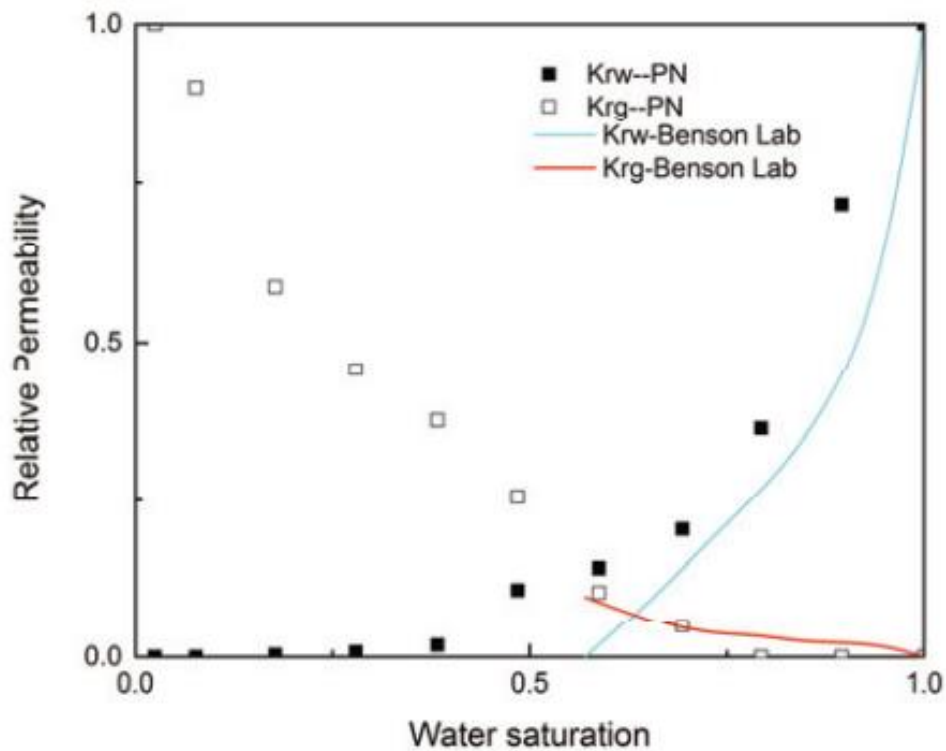 1.0
Krw--PN
Krg--PN
Krw-Benson Lab
Krg-Benson Lab
Relative Permeability
0.5
0.0
0.0
0.5
1.0
Water saturation